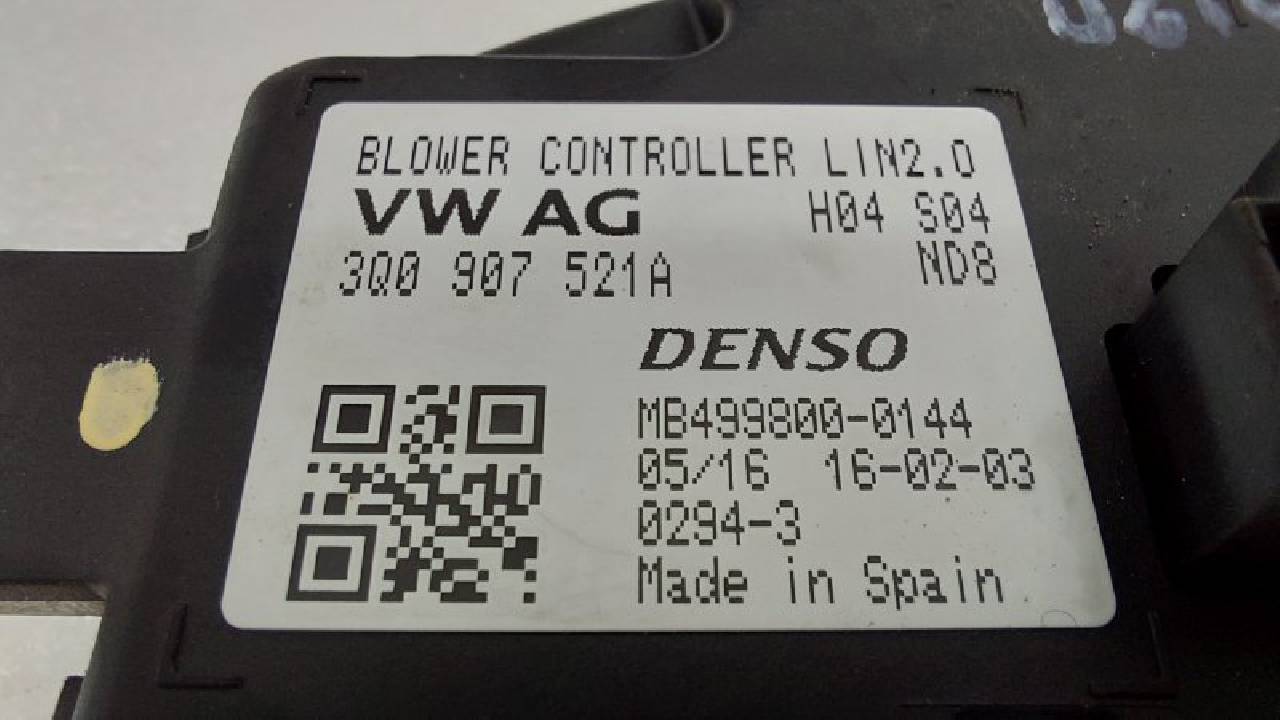 BLOWER CONTROLLER LIN2.0
VW AG H04 S04
3Q0 907 521A ND8
DENSO
MB499800-0144
05/16 16-02-03
0294-3
Made in Spain